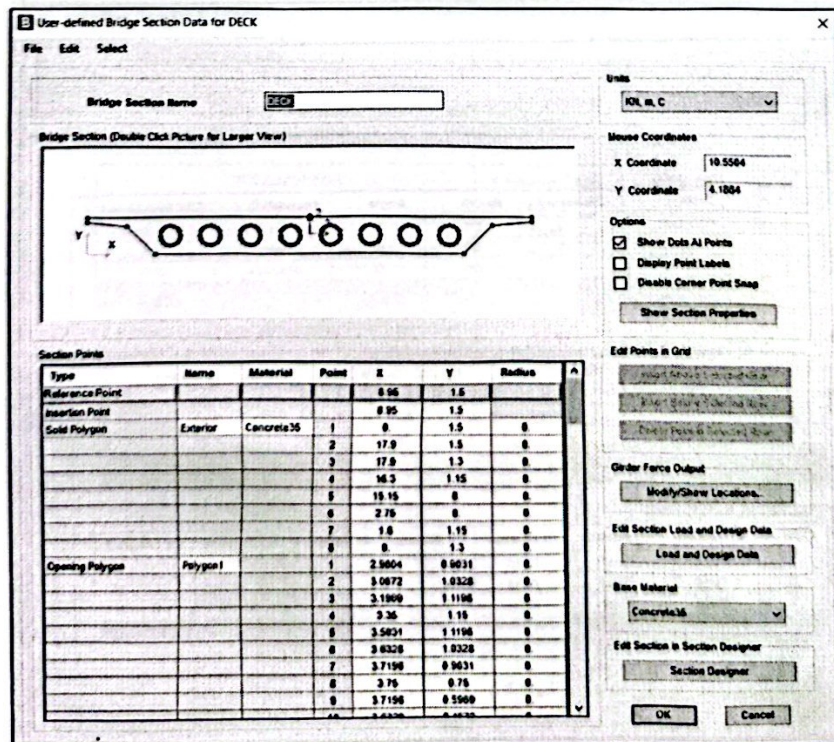 User-defined Bridge Section Data for DECK
File Edit Select
Bridge Section Name DECK
Bridge Section (Double Click Picture for Larger View)
Y
X
Units
KN, m, C
Mouse Coordinates
X Coordinate 10.5504
Y Coordinate 4.1884
Options
Show Dots At Points
Display Point Labels
Disable Corner Point Snap
Show Section Properties
Section Points
Type Name Material Point X Y Radius
Reference Point 8.95 1.5
Insertion Point 8.95 1.5
Solid Polygon Exterior Concrete35 1 0. 1.5 0.
2 17.9 1.5 0.
3 17.9 1.3 0.
4 16.3 1.15 0.
5 15.15 0. 0.
6 2.75 0. 0.
7 1.6 1.15 0.
8 0. 1.3 0.
Opening Polygon Polygon1 1 2.9804 0.9031 0.
2 3.0672 1.0328 0.
3 3.1969 1.1196 0.
4 3.35 1.15 0.
5 3.5031 1.1196 0.
6 3.6328 1.0328 0.
7 3.7196 0.9031 0.
8 3.75 0.75 0.
9 3.7196 0.5969 0.
Edit Points in Grid
Girder Force Output
Modify/Show Locations...
Edit Section Load and Design Data
Load and Design Data
Base Material
Concrete35
Edit Section in Section Designer
Section Designer
OK Cancel